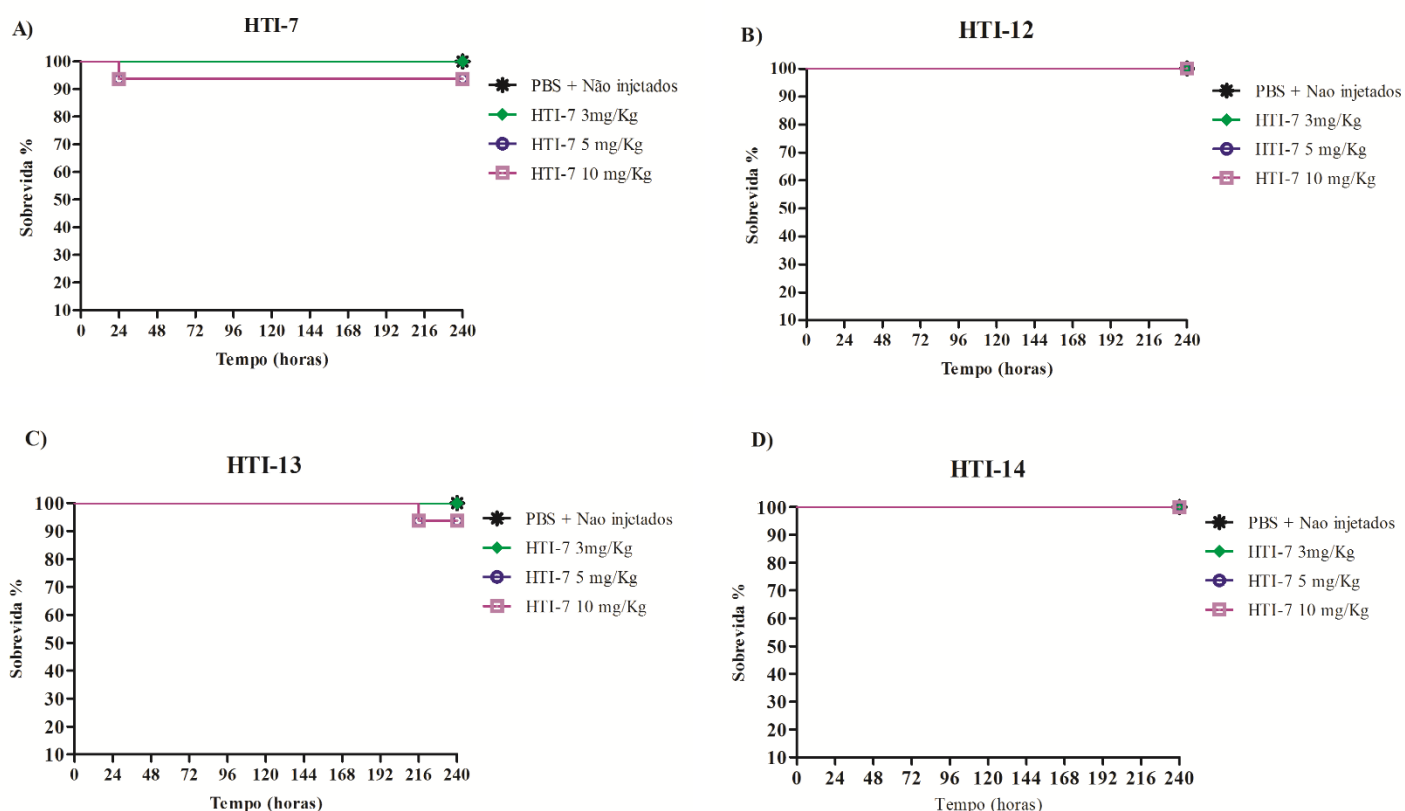 A)
HTI-7
100
90
80
70
60
50
40
30
20
10
Sobrevida %
0 24 48 72 96 120 144 168 192 216 240
Tempo (horas)
PBS + Não injetados
HTI-7 3mg/Kg
HTI-7 5 mg/Kg
HTI-7 10 mg/Kg
B)
HTI-12
100
90
80
70
60
50
40
30
20
10
Sobrevida %
0 24 48 72 96 120 144 168 192 216 240
Tempo (horas)
PBS + Nao injetados
HTI-7 3mg/Kg
HTI-7 5 mg/Kg
HTI-7 10 mg/Kg
C)
HTI-13
100
90
80
70
60
50
40
30
20
10
Sobrevida %
0 24 48 72 96 120 144 168 192 216 240
Tempo (horas)
PBS + Nao injetados
HTI-7 3mg/Kg
HTI-7 5 mg/Kg
HTI-7 10 mg/Kg
D)
HTI-14
100
90
80
70
60
50
40
30
20
10
Sobrevida %
0 24 48 72 96 120 144 168 192 216 240
Tempo (horas)
PBS + Nao injetados
HTI-7 3mg/Kg
HTI-7 5 mg/Kg
HTI-7 10 mg/Kg